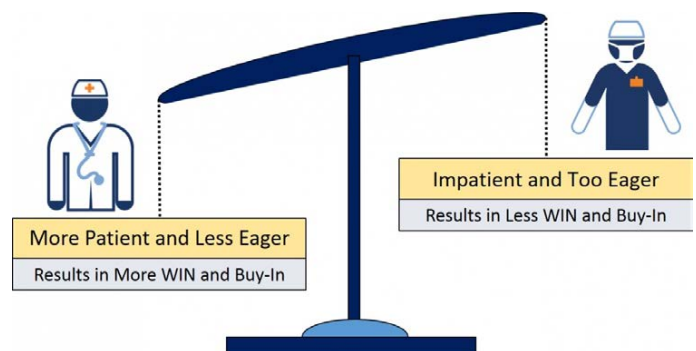 More Patient and Less Eager
Results in More WIN and Buy-In
Impatient and Too Eager
Results in Less WIN and Buy-In